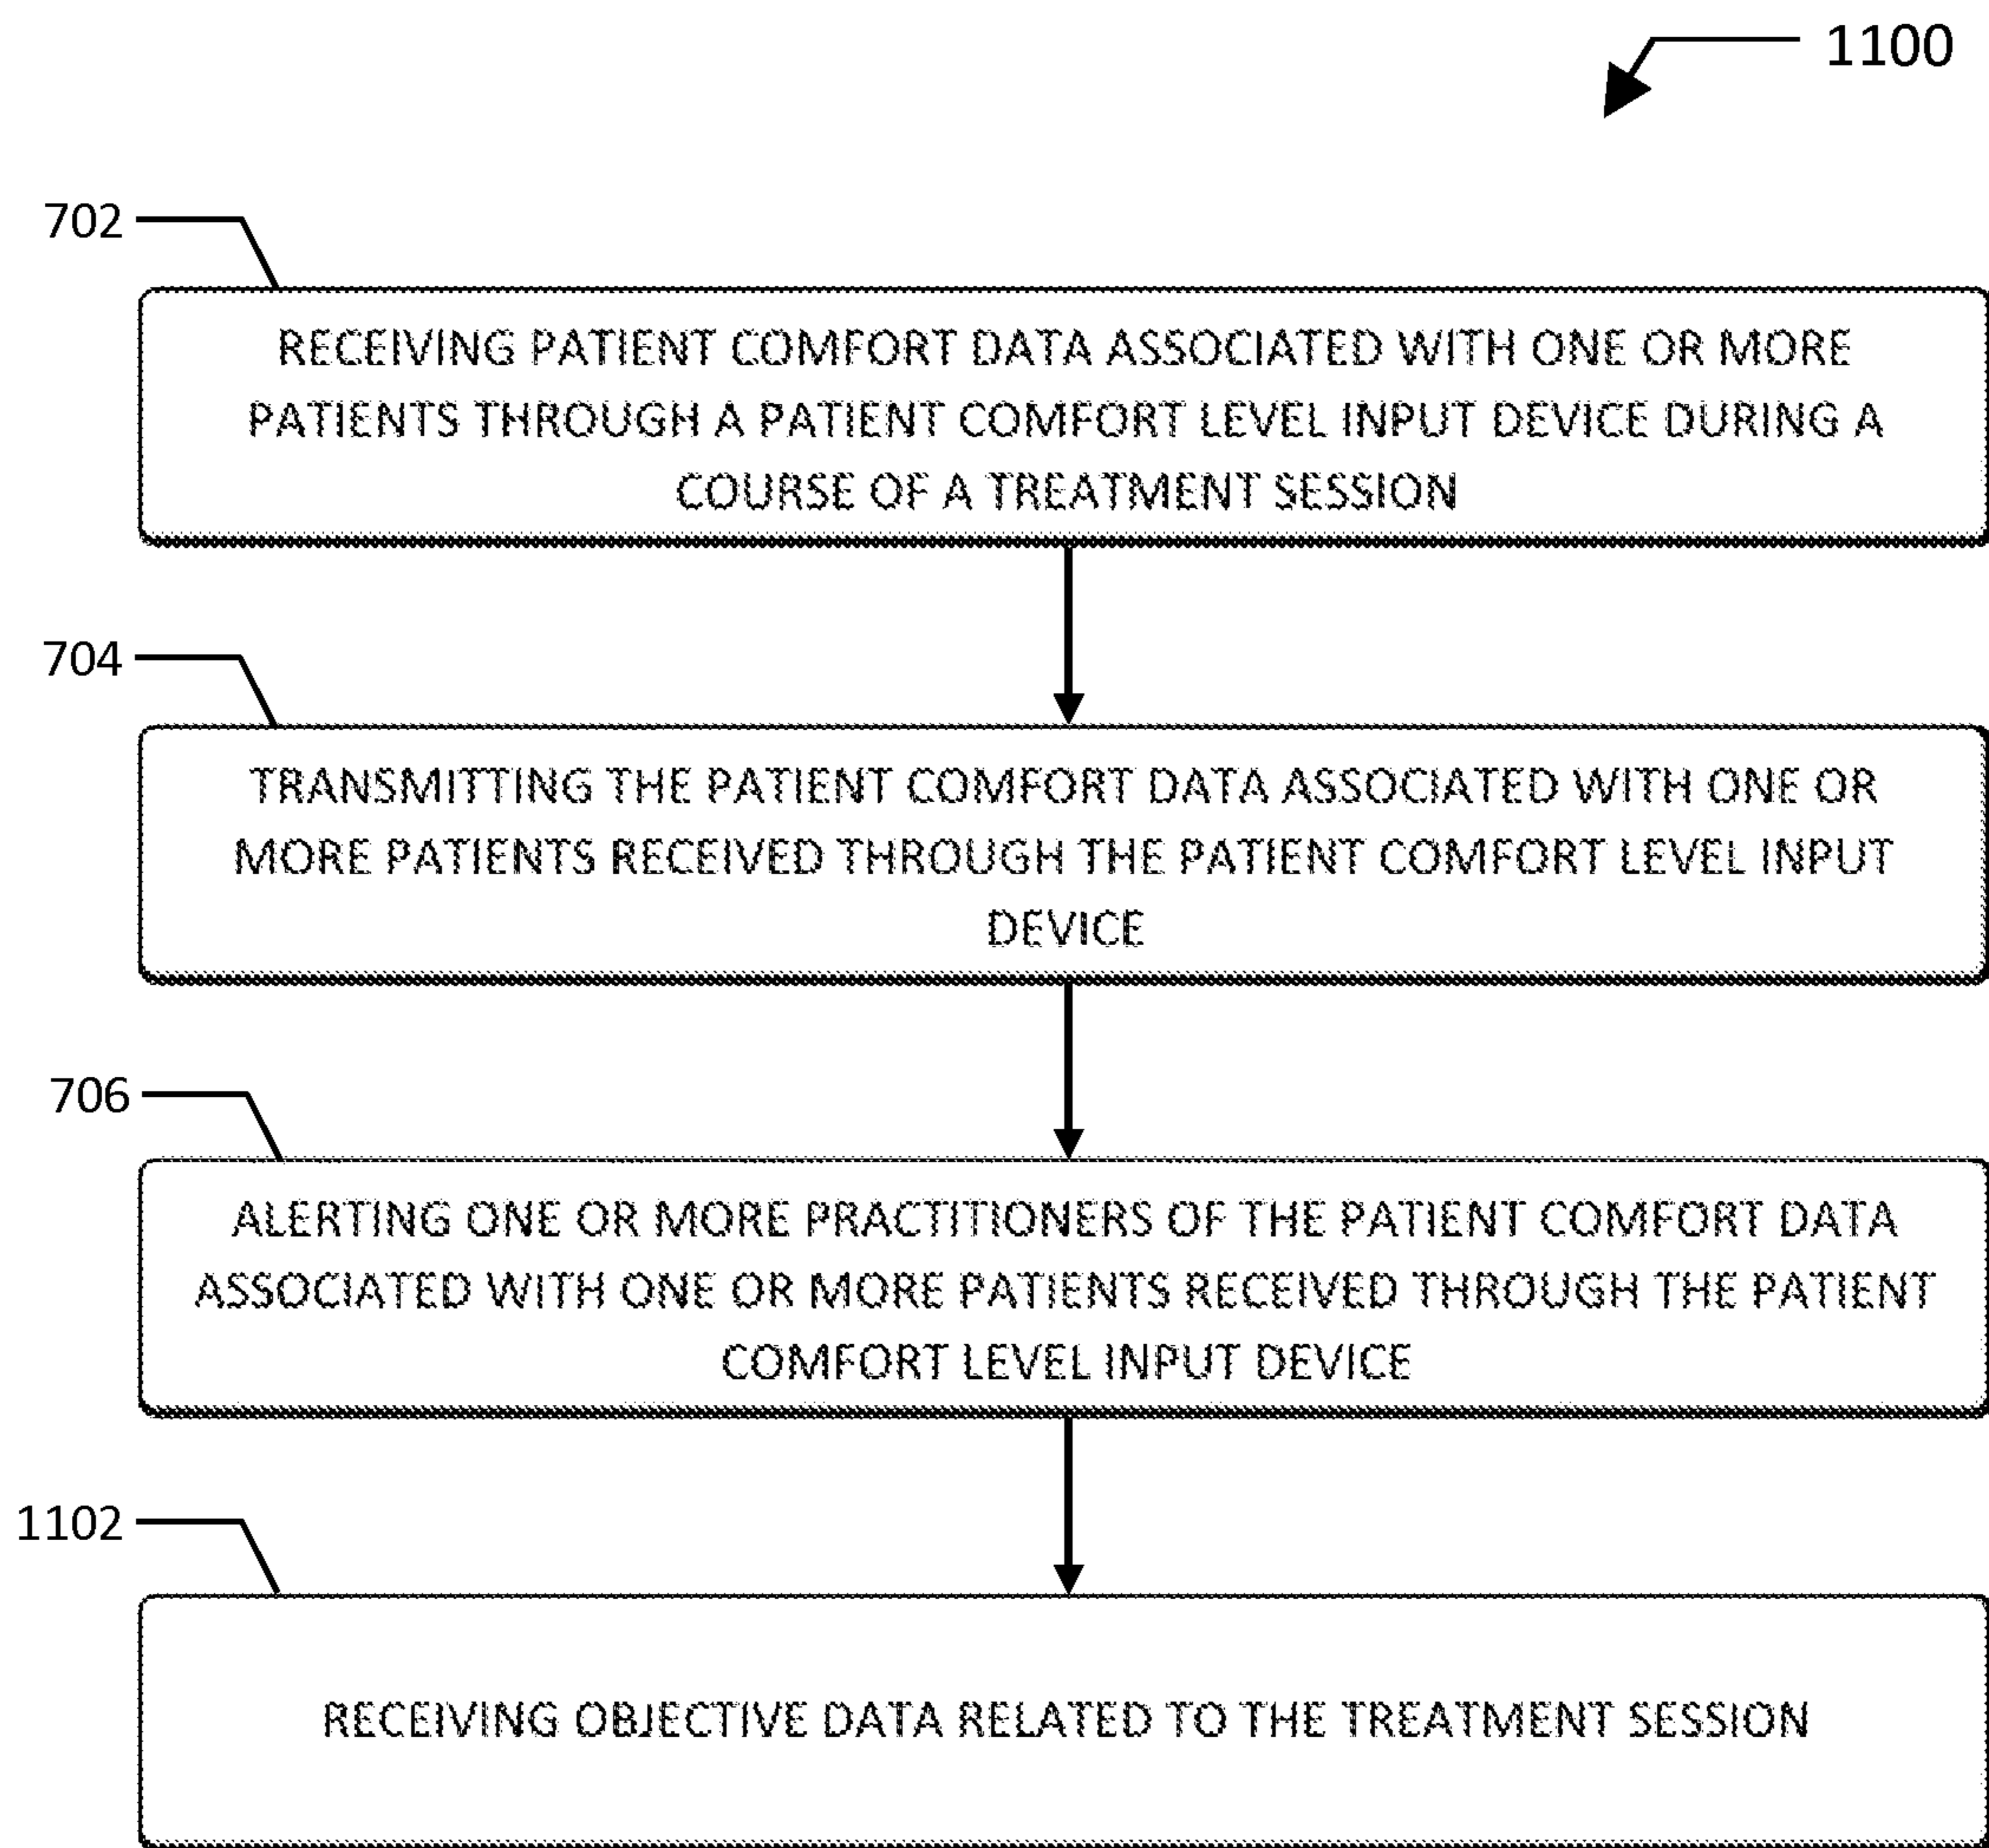 1100
702
RECEIVING PATIENT COMFORT DATA ASSOCIATED WITH ONE OR MORE
PATIENTS THROUGH A PATIENT COMFORT LEVEL INPUT DEVICE DURING A
COURSE OF A TREATMENT SESSION
704
TRANSMITTING THE PATIENT COMFORT DATA ASSOCIATED WITH ONE OR
MORE PATIENTS RECEIVED THROUGH THE PATIENT COMFORT LEVEL INPUT
DEVICE
706
ALERTING ONE OR MORE PRACTITIONERS OF THE PATIENT COMFORT DATA
ASSOCIATED WITH ONE OR MORE PATIENTS RECEIVED THROUGH THE PATIENT
COMFORT LEVEL INPUT DEVICE
1102
RECEIVING OBJECTIVE DATA RELATED TO THE TREATMENT SESSION